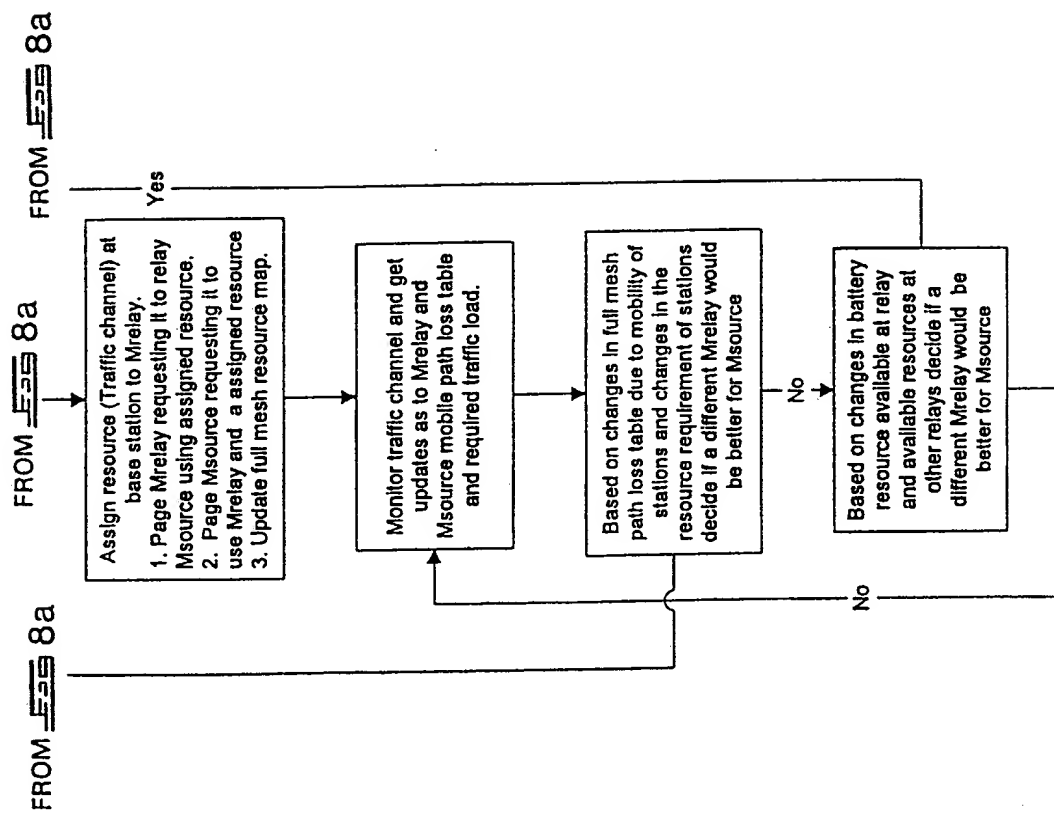 FROM Fig 8a
FROM Fig 8a
FROM Fig 8a
Assign resource (Traffic channel) at
base station to Mrelay.
1. Page Mrelay requesting it to relay
Msource using assigned resource.
2. Page Msource requesting it to
use Mrelay and a assigned resource
3. Update full mesh resource map.
Yes
Monitor traffic channel and get
updates as to Mrelay and
Msource mobile path loss table
and required traffic load.
Based on changes in full mesh
path loss table due to mobility of
stations and changes in the
resource requirement of stations
decide if a different Mrelay would
be better for Msource
No
Based on changes in battery
resource available at relay
and available resources at
other relays decide if a
different Mrelay would be
better for Msource
No